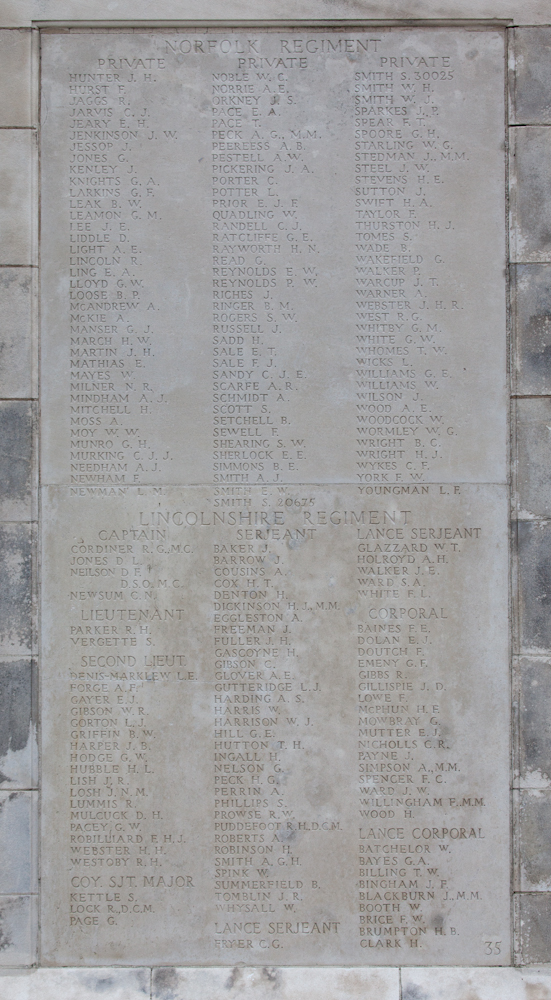 NORFOLK REGIMENT
PRIVATE
HUNTER J. H.
HURST F.
JAGGS R.
JARVIS C. J.
JEARY E. H.
JENKINSON J. W.
JESSOP J.
JONES G.
KENLEY J.
KNIGHTS G. A.
LARKINS G. F.
LEAK B. W.
LEAMON G. M.
LEE J. E.
LIDDLE D.
LIGHT A. E.
LINCOLN R.
LING E. A.
LLOYD G. W.
LOOSE B. P.
McANDREW A.
McKIE A.
MANSER G. J.
MARCH H. W.
MARTIN J. H.
MATHIAS E.
MAYES W.
MILNER N. R.
MINDHAM A. J.
MITCHELL H.
MOSS A.
MOY W. W.
MUNRO G. H.
MURKING C. J. J.
NEEDHAM A. J.
NEWHAM F.
NEWMAN L. M.
PRIVATE
NOBLE W. C.
NORRIS A. E.
ORKNEY J. S.
PACE E. A.
PACE T.
PECK A. G., M.M.
PEEREESS A. B.
PESTELL A. W.
PICKERING J. A.
PORTER C.
POTTER L.
PRIOR E. J. F.
QUADLING W.
RANDELL C. J.
RATCLIFFE G. E.
RAYWORTH H. N.
READ G.
REYNOLDS E. W.
REYNOLDS P. W.
RICHES J.
RINGER B. M.
ROGERS S. W.
RUSSELL J.
SADD H.
SALE E. T.
SALE F. J.
SANDY C. J. E.
SCARFE A. R.
SCHMIDT A.
SCOTT S.
SETCHELL B.
SEWELL F.
SHEARING S. W.
SHERLOCK E. E.
SIMMONS B. E.
SMITH A. J.
SMITH E. W.
SMITH S. 20675
PRIVATE
SMITH S. 30025
SMITH W. H.
SMITH W. J.
SPARKES J. P.
SPEAR F. T.
SPOORE G. H.
STARLING W. G.
STEDMAN J., M.M.
STEEL J. W.
STEVENS H. E.
SUTTON J.
SWIFT H. A.
TAYLOR F.
THURSTON H. J.
TOMES S.
WADE B.
WAKEFIELD G.
WALKER P.
WARCUP J. T.
WARNER A.
WEBSTER J. H. R.
WEST R. G.
WHITBY G. M.
WHITE G. W.
WHOMES T. W.
WICKS L.
WILLIAMS G. E.
WILLIAMS W.
WILSON J.
WOOD A. E.
WOODCOCK W.
WORMLEY W. G.
WRIGHT B. C.
WRIGHT H. J.
WYKES C. F.
YORK F. W.
YOUNGMAN L. F.
LINCOLNSHIRE REGIMENT
CAPTAIN
CORDINER R. G., M.C.
JONES D. L.
NEILSON D. F.
D.S.O., M.C.
NEWSUM C. N.
LIEUTENANT
PARKER R. H.
VERGETTE S.
SECOND LIEUT.
DENIS-MARKLEW L. E.
FORGE A. F.
GAYER E. J.
GIBSON W. R.
GORTON L. J.
GRIFFIN B. W.
HARPER J. B.
HODGE G. W.
HUBBLE H. L.
LISH J. R.
LOSH J. N. M.
LUMMIS R.
MULCUCK D. H.
PACEY G. W.
ROBILLIARD E. H. J.
WEBSTER H. H.
WESTOBY R. H.
COY. SJT. MAJOR
KETTLE S.
LOCK R., D.C.M.
PAGE G.
SERJEANT
BAKER J.
BARROW J.
COUSINS A.
COX H. T.
DENTON H.
DICKINSON H. J., M.M.
EGGLESTON A.
FREEMAN J.
FULLER J. H.
GASCOYNE H.
GIBSON C.
GLOVER A. E.
GUTTERIDGE L. J.
HARDING A. S.
HARRIS W.
HARRISON W. J.
HILL G. E.
HUTTON T. H.
INGALL H.
NELSON G.
PECK H. G.
PERRIN A.
PHILLIPS S.
PROWSE R. W.
PUDDEFOOT R. H., D.C.M.
ROBERTS A.
ROBINSON H.
SMITH A. G. H.
SPINK W.
SUMMERFIELD B.
TOMBLIN J. R.
WHYSALL W.
LANCE SERJEANT
FRYER C. G.
LANCE SERJEANT
GLAZZARD W. T.
HOLROYD A. H.
WALKER J. E.
WARD S. A.
WHITE F. L.
CORPORAL
BAINES F. E.
DOLAN E. J.
DOUTCH F.
EMENY G. F.
GIBBS R.
GILLISPIE J. D.
LOWE F.
McPHUN H. E.
MOWBRAY G.
MUTTER E. J.
NICHOLLS C. R.
PAYNE J.
SIMPSON A., M.M.
SPENCER F. C.
WARD J. W.
WILLINGHAM F., M.M.
WOOD H.
LANCE CORPORAL
BATCHELOR W.
BAYES G. A.
BILLING T. W.
BINGHAM J. F.
BLACKBURN J., M.M.
BOOTH W.
BRICE F. W.
BRUMPTON H. B.
CLARK H.
35